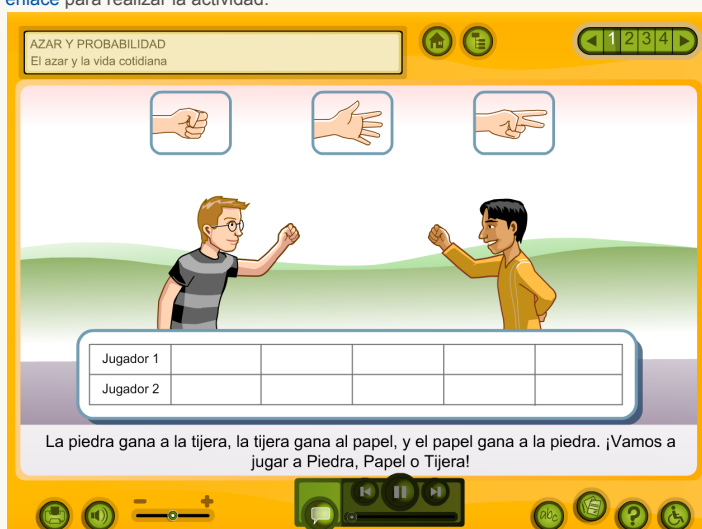 enlace para realizar la actividad.
AZAR Y PROBABILIDAD
El azar y la vida cotidiana
1 2 3 4
Jugador 1
Jugador 2
La piedra gana a la tijera, la tijera gana al papel, y el papel gana a la piedra. ¡Vamos a
jugar a Piedra, Papel o Tijera!
- +
abc ?